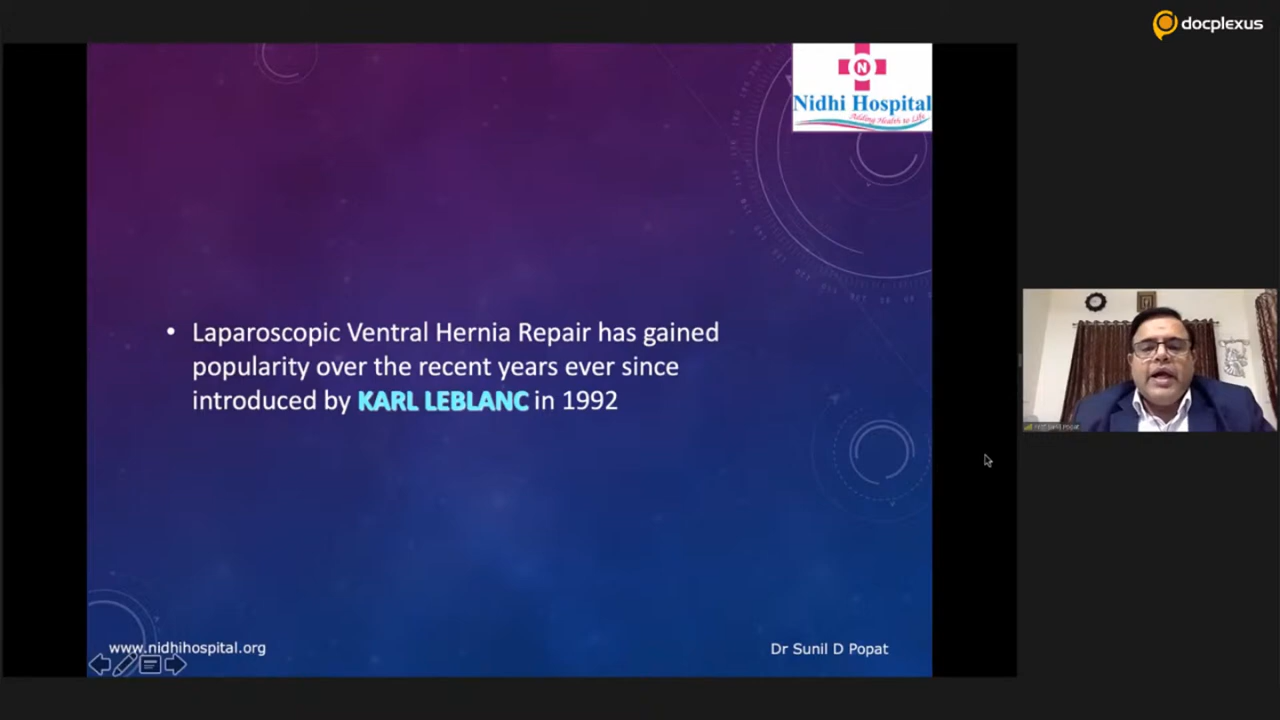 docplexus
N
Nidhi Hospital
Adding Health to Life
• Laparoscopic Ventral Hernia Repair has gained
popularity over the recent years ever since
introduced by KARL LEBLANC in 1992
www.nidhihospital.org
Dr Sunil D Popat
Popat